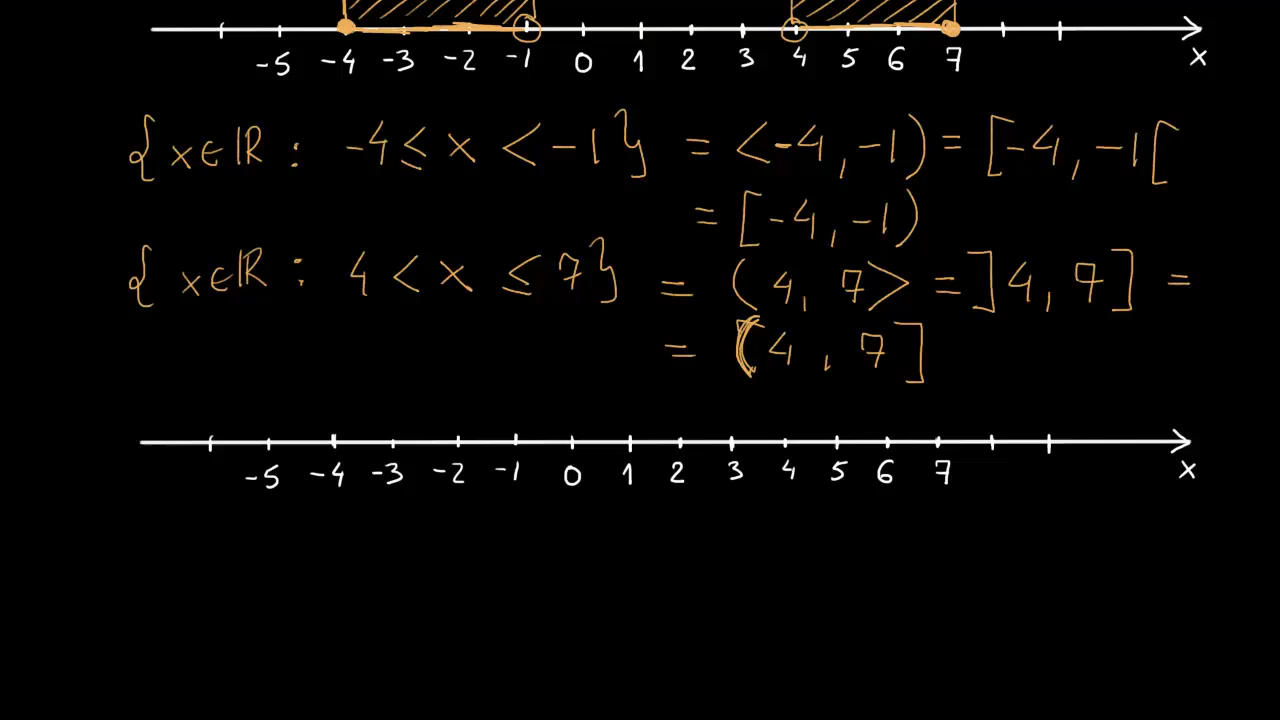 -5 -4 -3 -2 -1 0 1 2 3 4 5 6 7 x
{x∈ℝ : -4 ≤ x < -1} = <-4, -1) = [-4, -1[
= [-4, -1)
{x∈ℝ : 4 < x ≤ 7} = (4, 7> = ]4, 7] =
= (4, 7]
-5 -4 -3 -2 -1 0 1 2 3 4 5 6 7 x